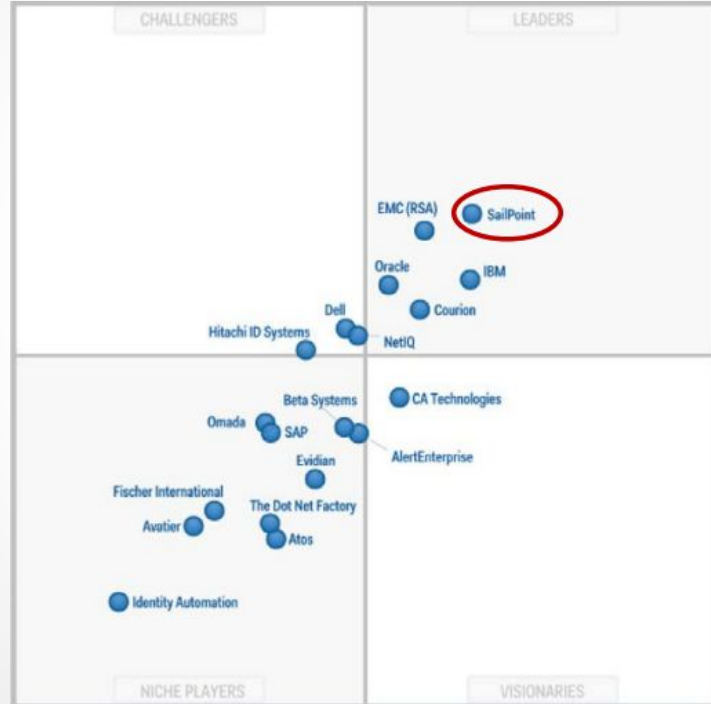 CHALLENGERS
LEADERS
EMC (RSA)
SailPoint
Oracle
IBM
Courion
Dell
Hitachi ID Systems
NetIQ
Beta Systems
CA Technologies
Omada
SAP
AlertEnterprise
Evidian
Fischer International
The Dot Net Factory
Avatier
Atos
Identity Automation
NICHE PLAYERS
VISIONARIES